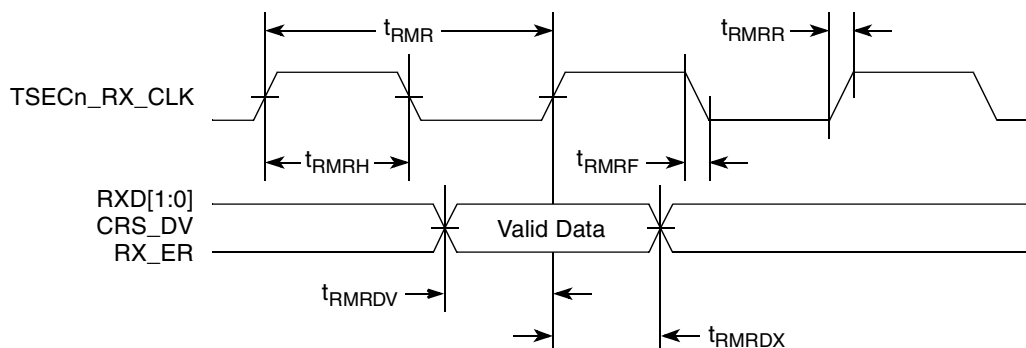 tRMR
tRMRR
TSECn_RX_CLK
tRMRH
tRMRF
RXD[1:0]
CRS_DV
Valid Data
RX_ER
tRMRDV
tRMRDX